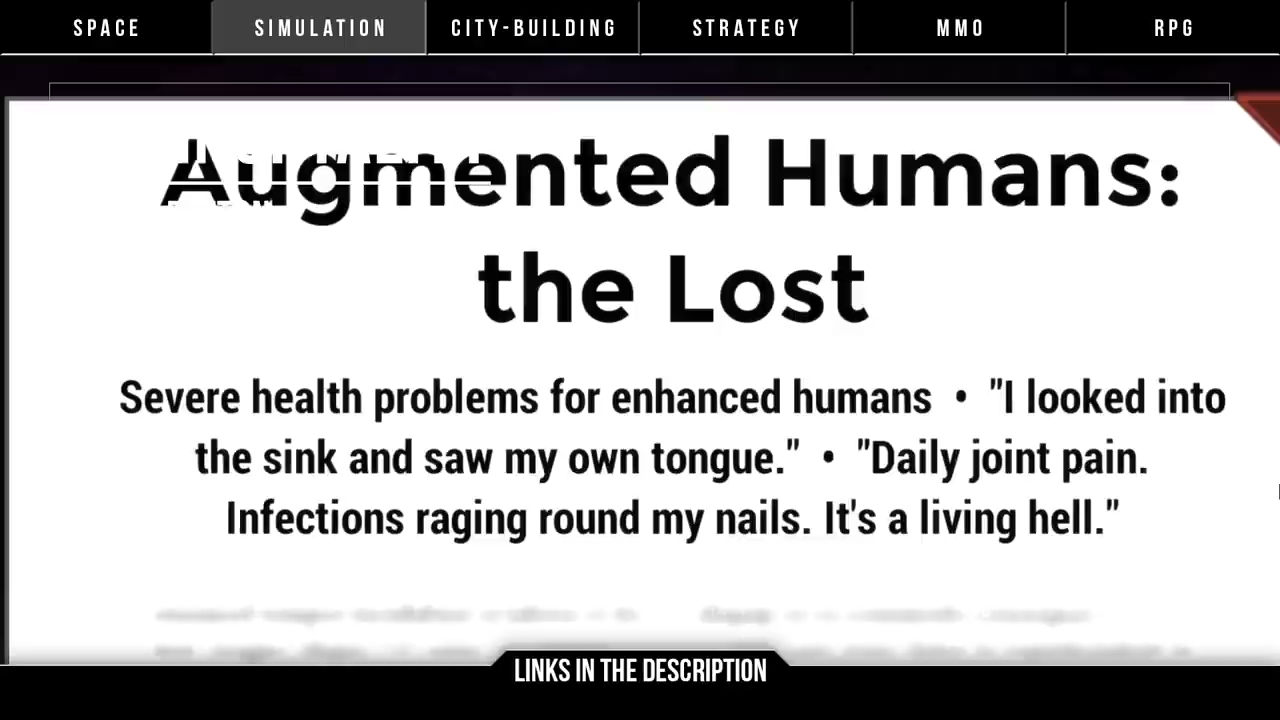 SPACE SIMULATION CITY-BUILDING STRATEGY MMO RPG
Augmented Humans:
the Lost
Severe health problems for enhanced humans • "I looked into
the sink and saw my own tongue." • "Daily joint pain.
Infections raging round my nails. It's a living hell."
LINKS IN THE DESCRIPTION